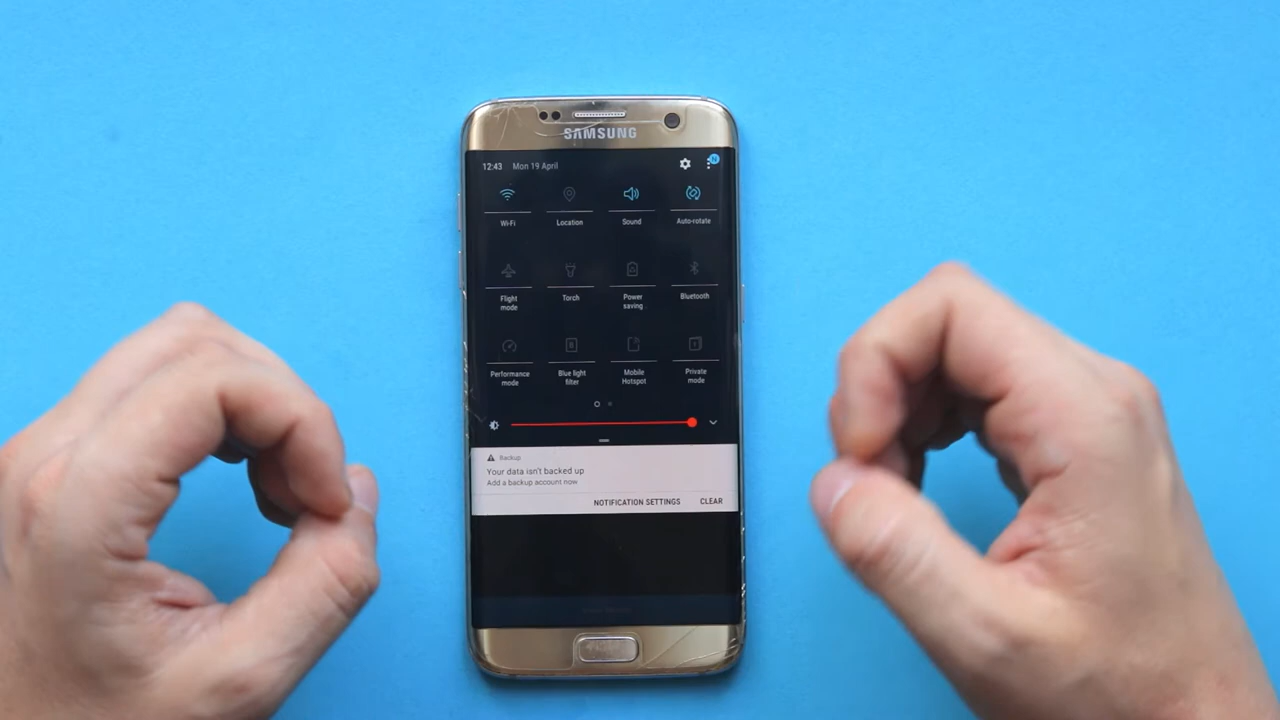 SAMSUNG
12:43 Mon 19 April
N
Wi-Fi Location Sound Auto-rotate
Flight mode
Torch
Power saving
Bluetooth
Performance mode
Blue light filter
Mobile Hotspot
Private mode
Backup
Your data isn't backed up
Add a backup account now
NOTIFICATION SETTINGS CLEAR